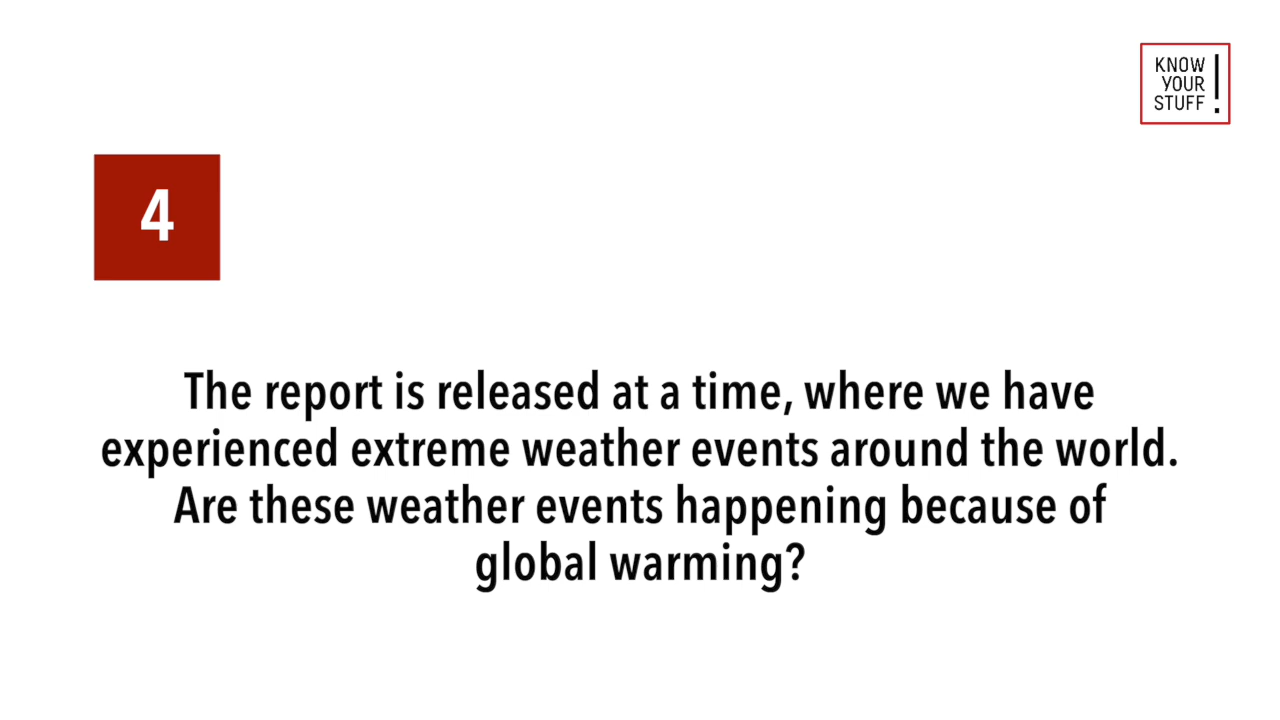 KNOW
YOUR
STUFF!
4
The report is released at a time, where we have
experienced extreme weather events around the world.
Are these weather events happening because of
global warming?